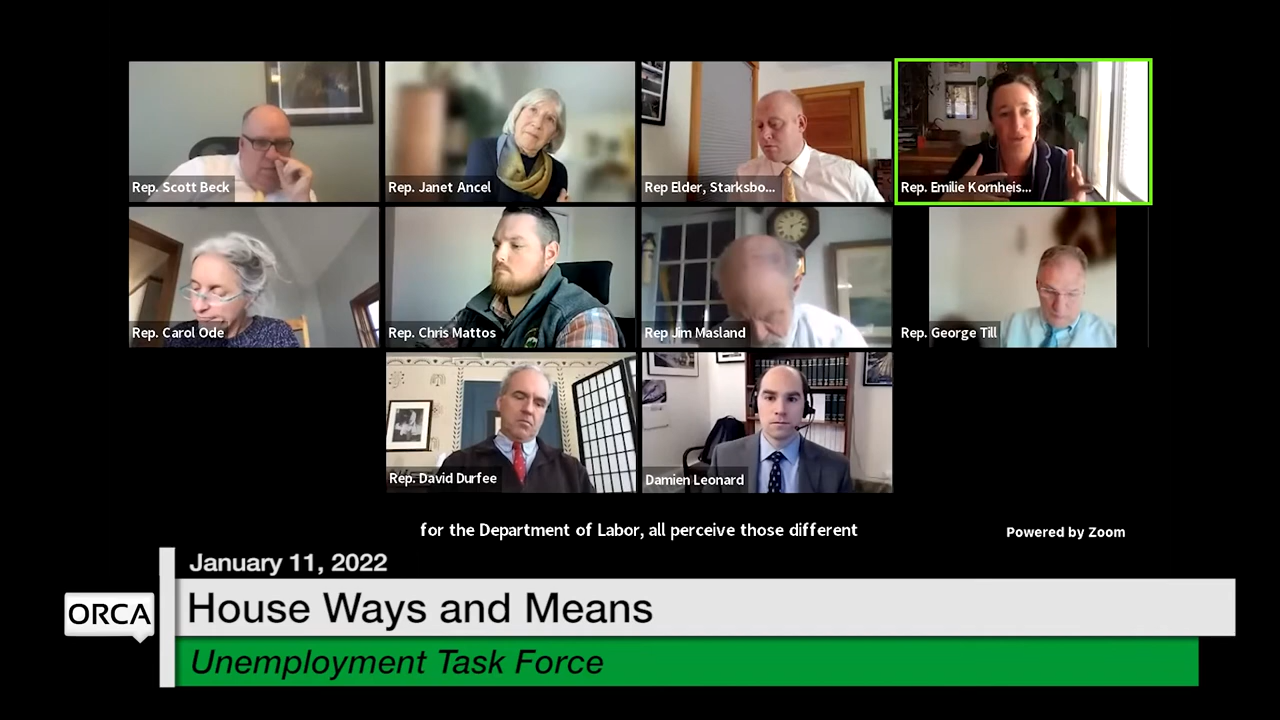 Rep. Scott Beck
Rep. Janet Ancel
Rep Elder, Starksbo...
Rep. Emilie Kornheis...
Rep. Carol Ode
Rep. Chris Mattos
Rep Jim Masland
Rep. George Till
Rep. David Durfee
Damien Leonard
for the Department of Labor, all perceive those different
Powered by Zoom
January 11, 2022
ORCA
House Ways and Means
Unemployment Task Force